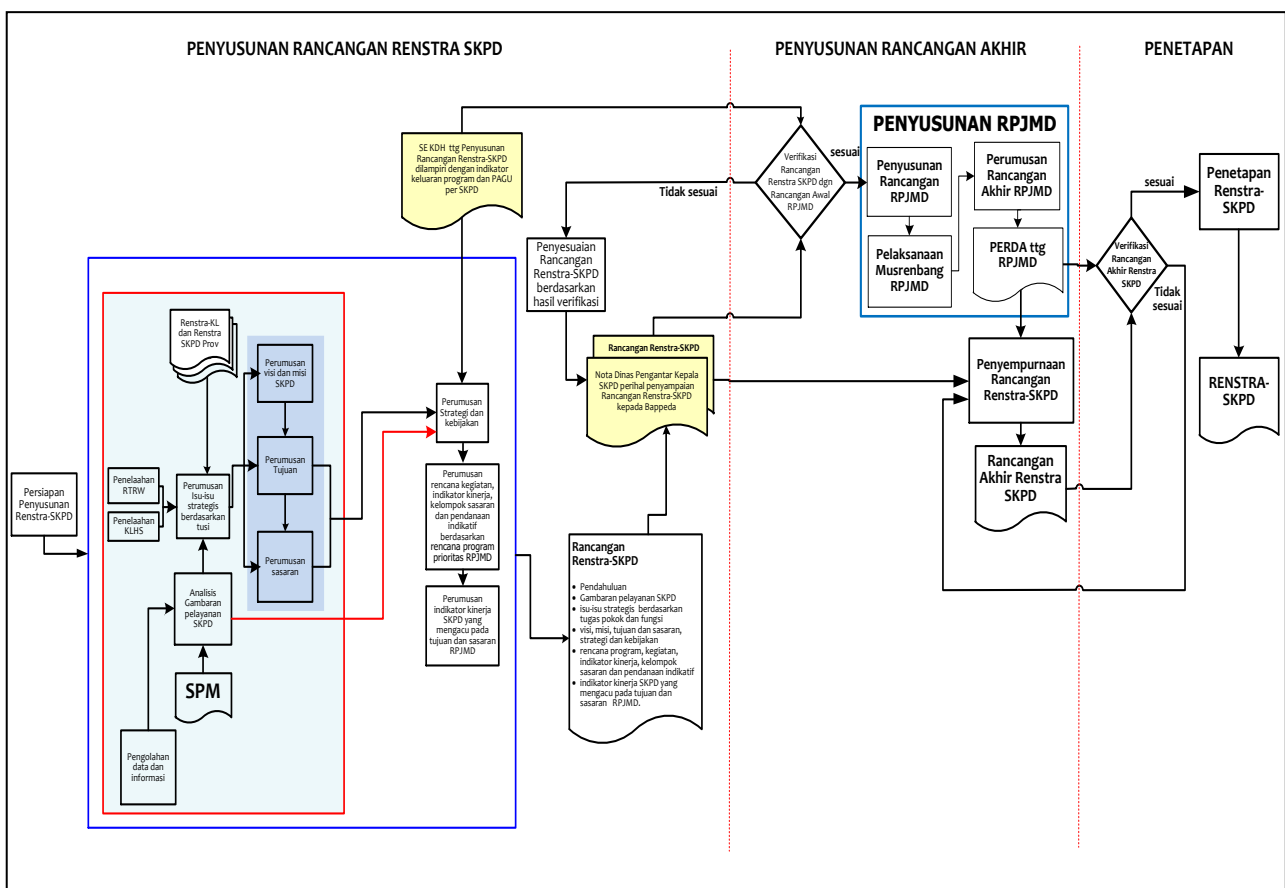 PENYUSUNAN RANCANGAN RENSTRA SKPD
PENYUSUNAN RANCANGAN AKHIR
PENETAPAN
Persiapan
Penyusunan
Renstra-SKPD
Renstra-KL
dan Renstra
SKPD Prov
Penelaahan
RTRW
Penelaahan
KLHS
Perumusan
Isu-isu
strategis
berdasarkan
tusi
Analisis
Gambaran
pelayanan
SKPD
SPM
Pengolahan
data dan
informasi
Perumusan
visi dan misi
SKPD
Perumusan
Tujuan
Perumusan
sasaran
SE KDH ttg Penyusunan
Rancangan Renstra-SKPD
dilampiri dengan indikator
keluaran program dan PAGU
per SKPD
Perumusan
Strategi dan
kebijakan
Perumusan
rencana kegiatan,
indikator kinerja,
kelompok sasaran
dan pendanaan
indikatif
berdasarkan
rencana program
prioritas RPJMD
Perumusan
indikator kinerja
SKPD yang
mengacu pada
tujuan dan
sasaran RPJMD
Tidak sesuai
Penyesuaian
Rancangan
Renstra-SKPD
berdasarkan
hasil verifikasi
Rancangan Renstra-SKPD
Nota Dinas Pengantar Kepala
SKPD perihal penyampaian
Rancangan Renstra-SKPD
kepada Bappeda
Rancangan
Renstra-SKPD
• Pendahuluan
• Gambaran pelayanan SKPD
• isu-isu strategis berdasarkan
tugas pokok dan fungsi
• visi, misi, tujuan dan sasaran,
strategi dan kebijakan
• rencana program, kegiatan,
indikator kinerja, kelompok
sasaran dan pendanaan indikatif
• indikator kinerja SKPD yang
mengacu pada tujuan dan
sasaran RPJMD.
Verifikasi
Rancangan
Renstra SKPD dgn
Rancangan Awal
RPJMD
sesuai
PENYUSUNAN RPJMD
Penyusunan
Rancangan
RPJMD
Pelaksanaan
Musrenbang
RPJMD
Perumusan
Rancangan
Akhir RPJMD
PERDA ttg
RPJMD
Penyempurnaan
Rancangan
Renstra-SKPD
Rancangan
Akhir Renstra
SKPD
Verifikasi
Rancangan
Akhir Renstra
SKPD
sesuai
Tidak
sesuai
Penetapan
Renstra-
SKPD
RENSTRA-
SKPD